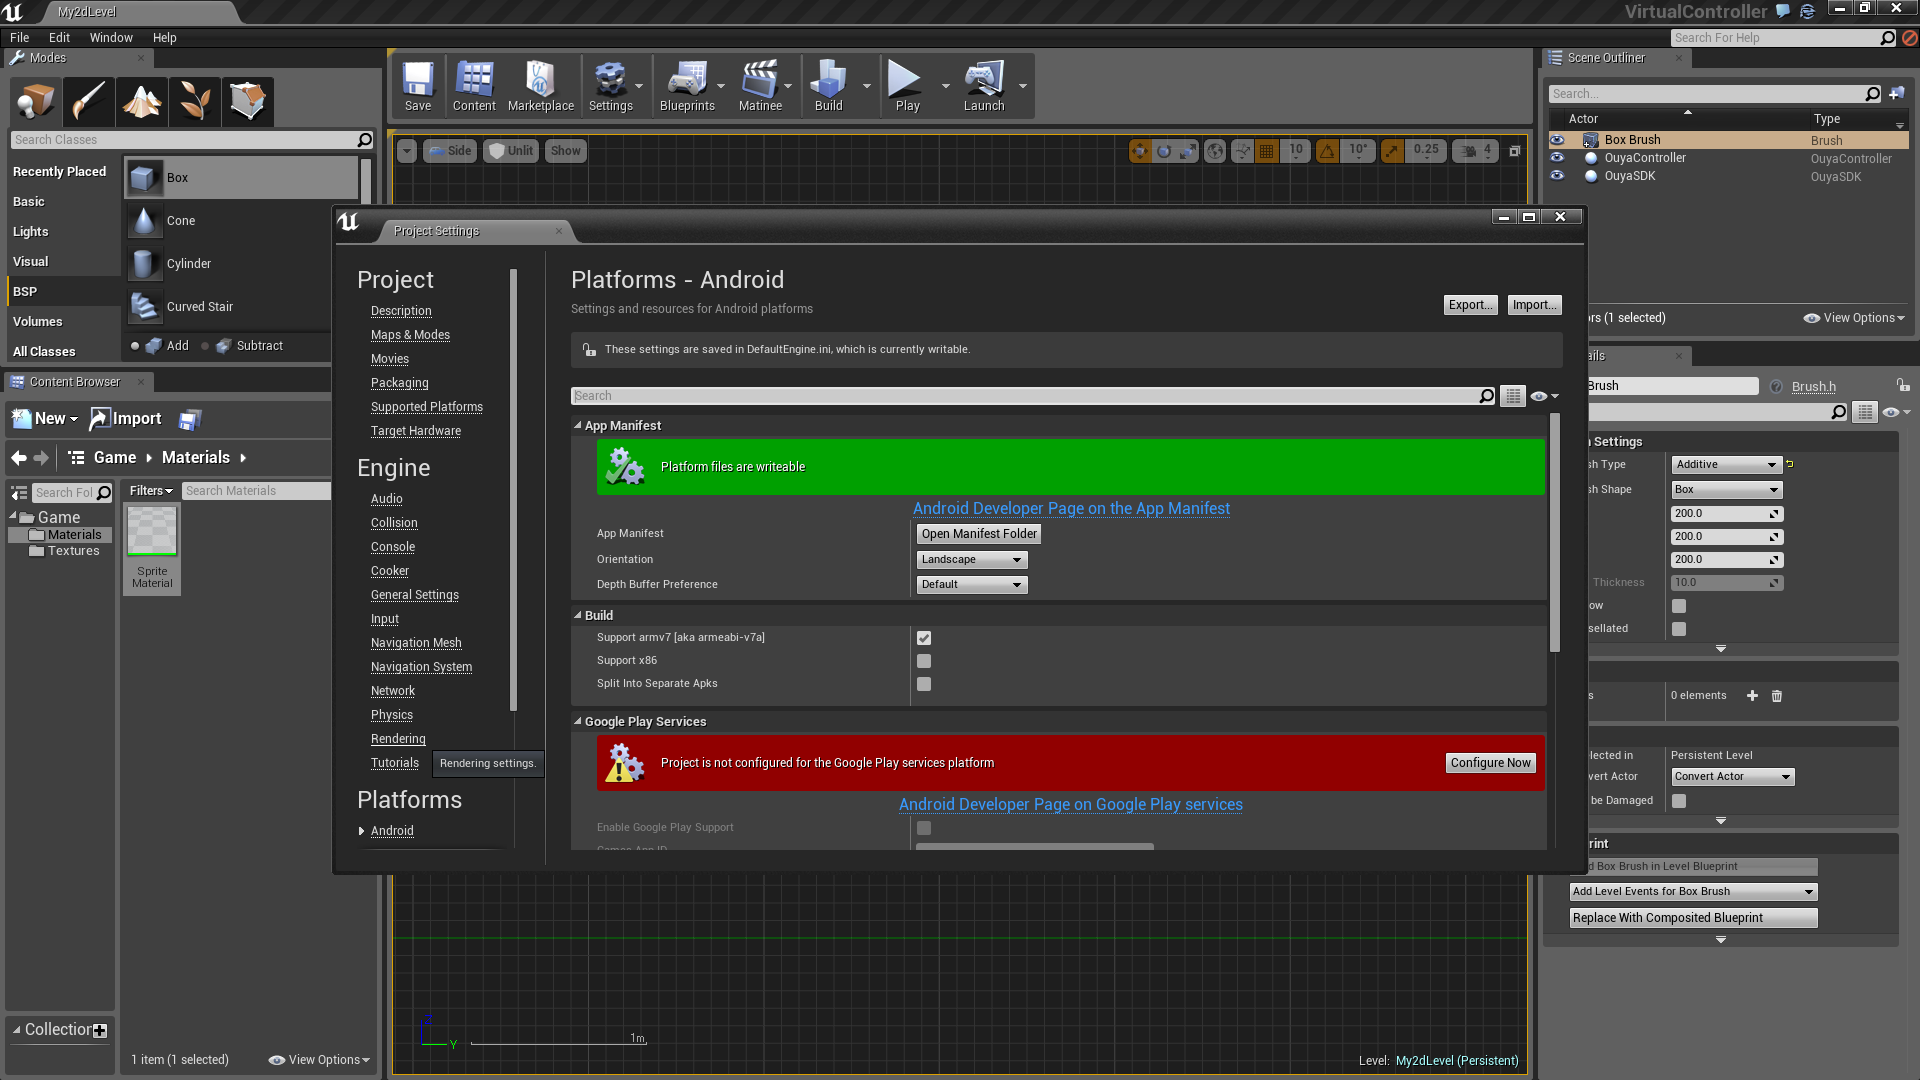 My2dLevel
VirtualController
File Edit Window Help
Search For Help
Modes
Search Classes
Recently Placed
Basic
Lights
Visual
BSP
Volumes
All Classes
Box
Cone
Cylinder
Curved Stair
Add
Subtract
Save
Content
Marketplace
Settings
Blueprints
Matinee
Build
Play
Launch
Side
Unlit
Show
10
10°
0.25
4
Scene Outliner
Search...
Actor Type
Box Brush Brush
OuyaController OuyaController
OuyaSDK OuyaSDK
ors (1 selected)
View Options
Content Browser
New
Import
Game
Materials
Search Fol
Filters
Search Materials
Game
Materials
Textures
Sprite
Material
Collection
1 item (1 selected)
View Options
Project Settings
Project
Description
Maps & Modes
Movies
Packaging
Supported Platforms
Target Hardware
Engine
Audio
Collision
Console
Cooker
General Settings
Input
Navigation Mesh
Navigation System
Network
Physics
Rendering
Tutorials
Rendering settings.
Platforms
Android
Platforms - Android
Settings and resources for Android platforms
Export...
Import...
These settings are saved in DefaultEngine.ini, which is currently writable.
Search
App Manifest
Platform files are writeable
Android Developer Page on the App Manifest
App Manifest Open Manifest Folder
Orientation Landscape
Depth Buffer Preference Default
Build
Support armv7 [aka armeabi-v7a]
Support x86
Split Into Separate Apks
Google Play Services
Project is not configured for the Google Play services platform
Configure Now
Android Developer Page on Google Play services
Enable Google Play Support
Games App ID
ails
Brush
Brush.h
Settings
sh Type Additive
sh Shape Box
200.0
200.0
200.0
Thickness 10.0
ow
sellated
s 0 elements
elected in Persistent Level
vert Actor Convert Actor
be Damaged
rint
d Box Brush in Level Blueprint
Add Level Events for Box Brush
Replace With Composited Blueprint
Y
1m
Level: My2dLevel (Persistent)